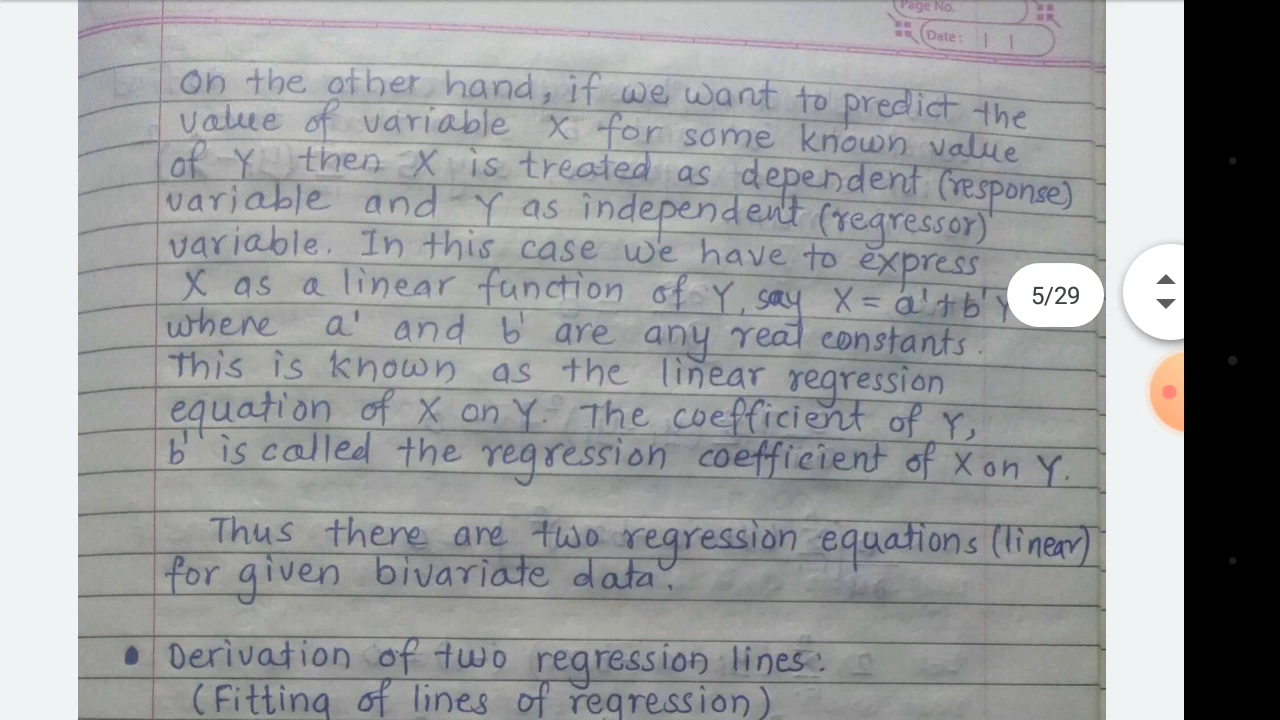 Page No.
Date:
On the other hand, if we want to predict the
value of variable X for some known value
of Y then X is treated as dependent (response)
variable and Y as independent (regressor)
variable. In this case we have to express
X as a linear function of Y, say X = a' + b' Y
5/29
where a' and b' are any real constants.
This is known as the linear regression
equation of X on Y. The coefficient of Y,
b' is called the regression coefficient of X on Y.
Thus there are two regression equations (linear)
for given bivariate data.
• Derivation of two regression lines:
(Fitting of lines of regression)